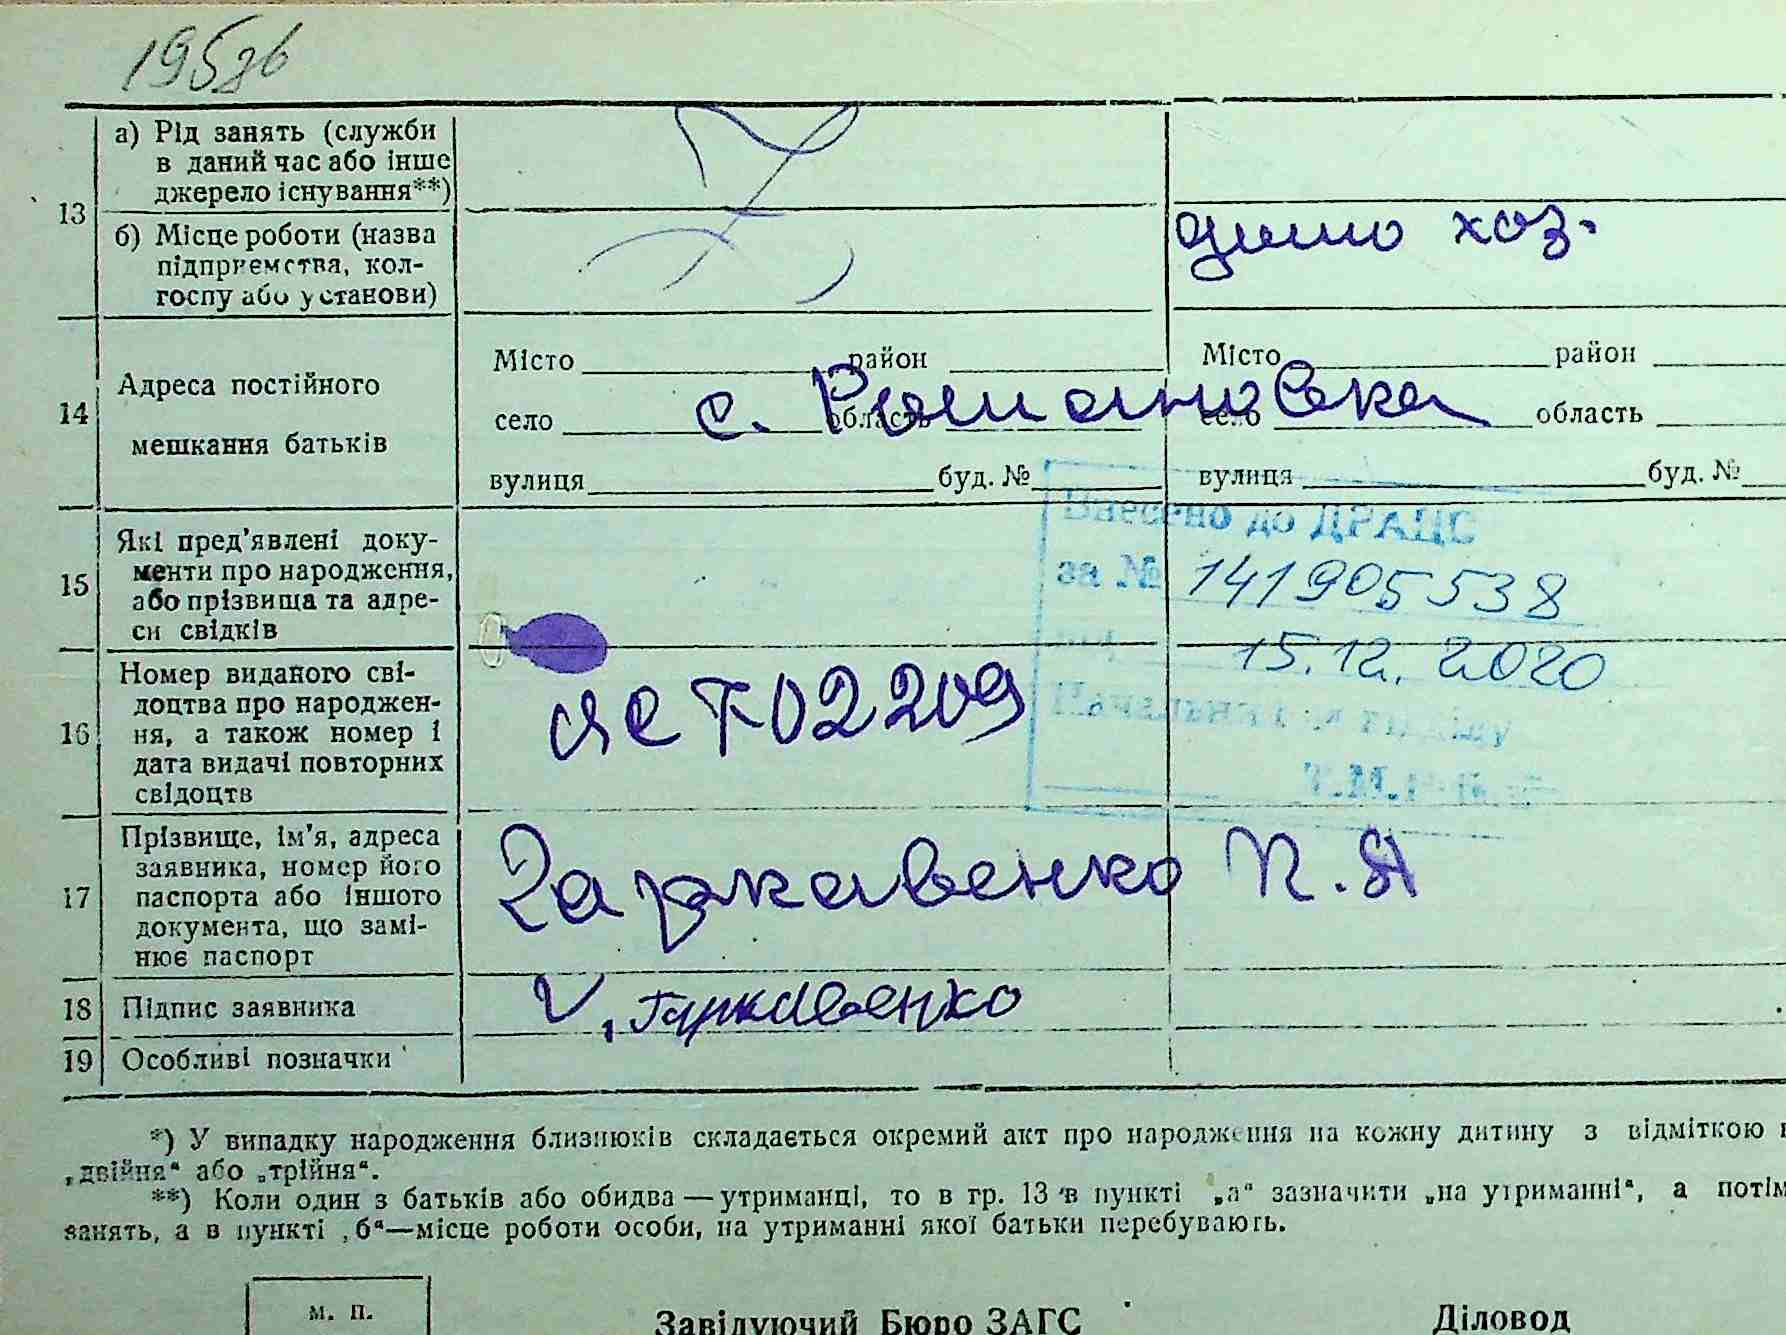 13 а) Рід занять (служби
в даний час або інше
джерело існування**)
б) Місце роботи (назва
підприємства, кол-
госпу або установи)
домо хоз.
14 Адреса постійного
мешкання батьків
Місто район Місто район
с. Романовка
село область село область
вулиця буд. № вулиця буд. №
15 Які пред'явлені доку-
менти про народження,
або прізвища та адре-
си свідків
Внесено до ДРАЦС
за № 141905538
від 15.12.2020
16 Номер виданого сві-
доцтва про народжен-
ня, а також номер і
дата видачі повторних
свідоцтв
702209
17 Прізвище, ім'я, адреса
заявника, номер його
паспорта або іншого
документа, що замі-
нює паспорт
Гаркавенко П. Я
18 Підпис заявника
Гаркавенко
19 Особливі позначки
*) У випадку народження близнюків складається окремий акт про народження на кожну дитину з відміткою
„двійня“ або „трійня“.
**) Коли один з батьків або обидва — утриманці, то в гр. 13 в пункті „а“ зазначити „на утриманні“, а потім
занять, а в пункті „б“—місце роботи особи, на утриманні якої батьки перебувають.
М. П.
Завідуючий Бюро ЗАГС Діловод